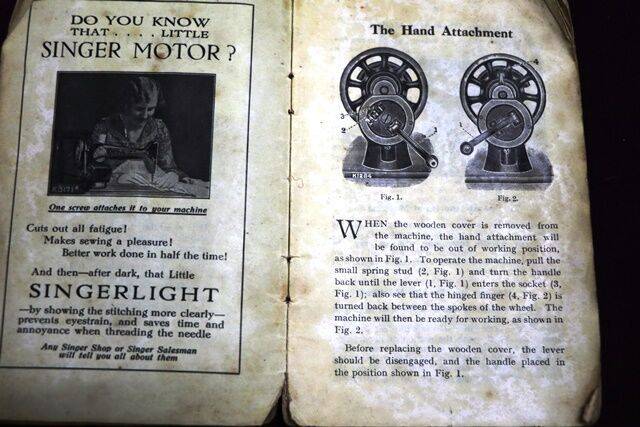 DO YOU KNOW
THAT . . . . LITTLE
SINGER MOTOR?
One screw attaches it to your machine
Cuts out all fatigue!
Makes sewing a pleasure!
Better work done in half the time!
And then—after dark, that Little
SINGERLIGHT
—by showing the stitching more clearly—
prevents eyestrain, and saves time and
annoyance when threading the needle
Any Singer Shop or Singer Salesman
will tell you all about them
The Hand Attachment
4
3
2
1
1
K1284
Fig. 1.
Fig. 2.
WHEN the wooden cover is removed from
the machine, the hand attachment will
be found to be out of working position,
as shown in Fig. 1. To operate the machine, pull the
small spring stud (2, Fig. 1) and turn the handle
back until the lever (1, Fig. 1) enters the socket (3,
Fig. 1); also see that the hinged finger (4, Fig. 2) is
turned back between the spokes of the wheel. The
machine will then be ready for working, as shown in
Fig. 2.
Before replacing the wooden cover, the lever
should be disengaged, and the handle placed in
the position shown in Fig. 1.